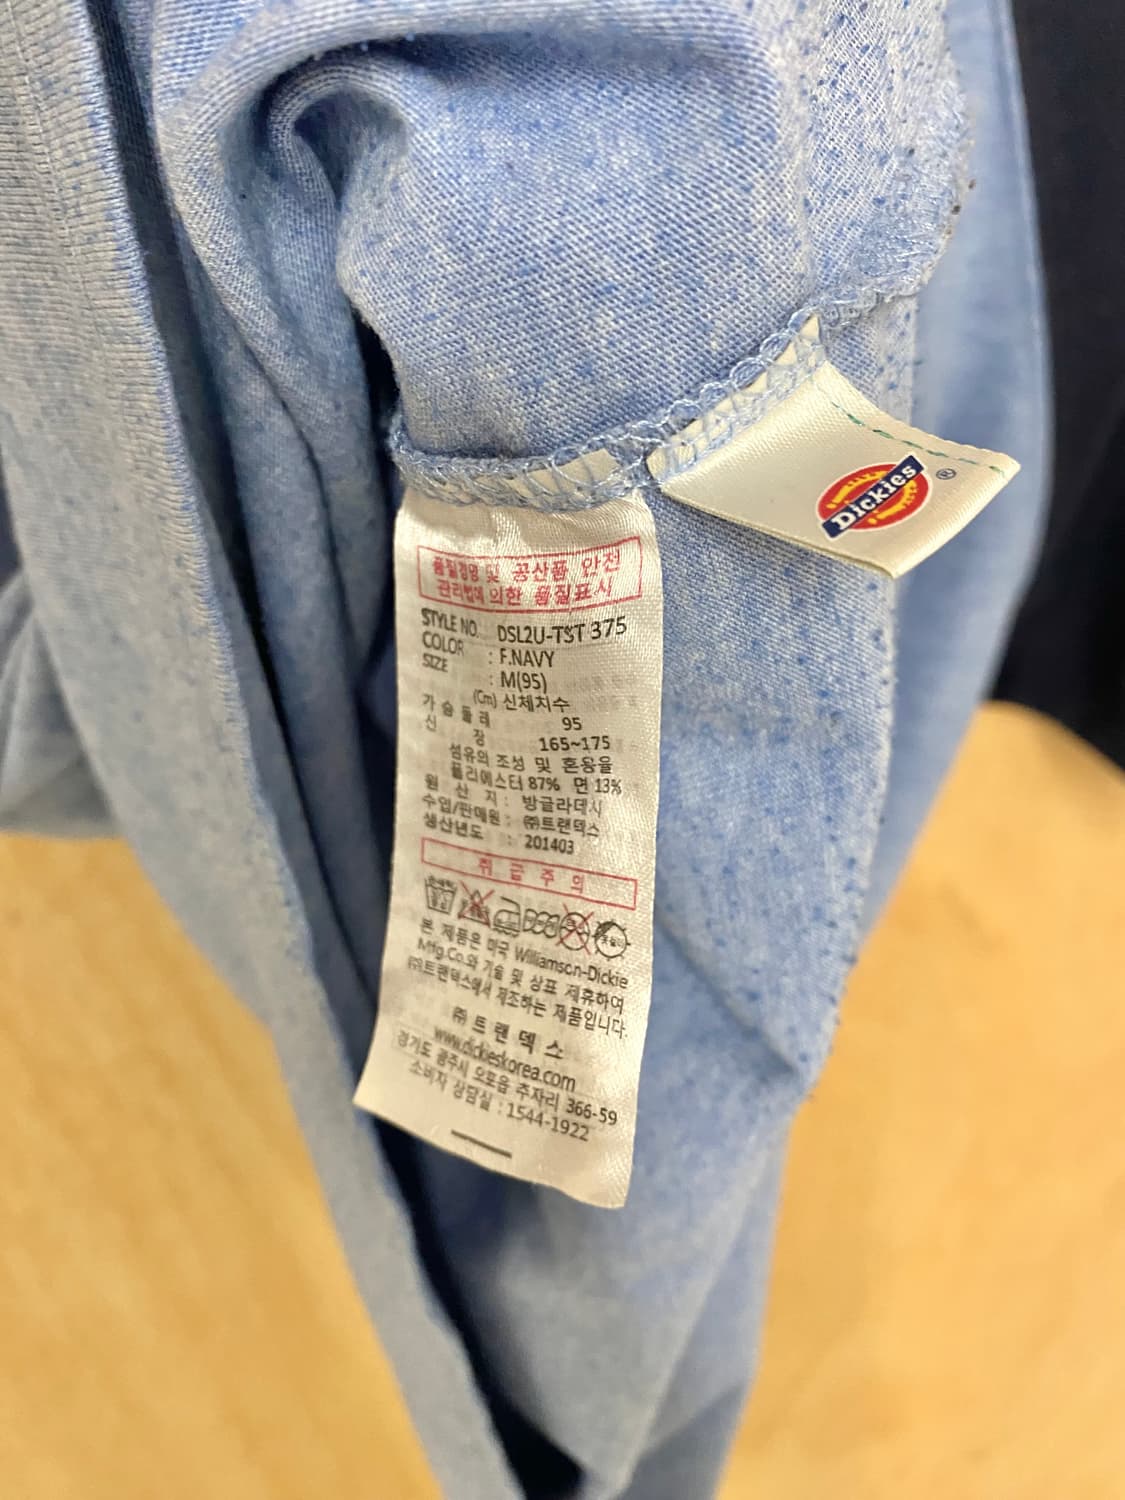 Dickies ®
품질경영 및 공산품 안전
관리법에 의한 품질표시
STYLE NO. DSL2U-TST 375
COLOR : F.NAVY
SIZE : M(95)
(Cm) 신체치수
가 슴 둘 레 95
신 장 165~175
섬유의 조성 및 혼용율
폴리에스터 87% 면 13%
원 산 지 : 방글라데시
수입/판매원 : ㈜트랜덱스
생산년도 : 201403
취 급 주 의
본 제품은 미국 Williamson-Dickie
Mfg.Co.와 기술 및 상표 제휴하여
㈜트랜덱스에서 제조하는 제품입니다.
㈜ 트 랜 덱 스
www.dickieskorea.com
경기도 광주시 오포읍 추자리 366-59
소비자 상담실 : 1544-1922